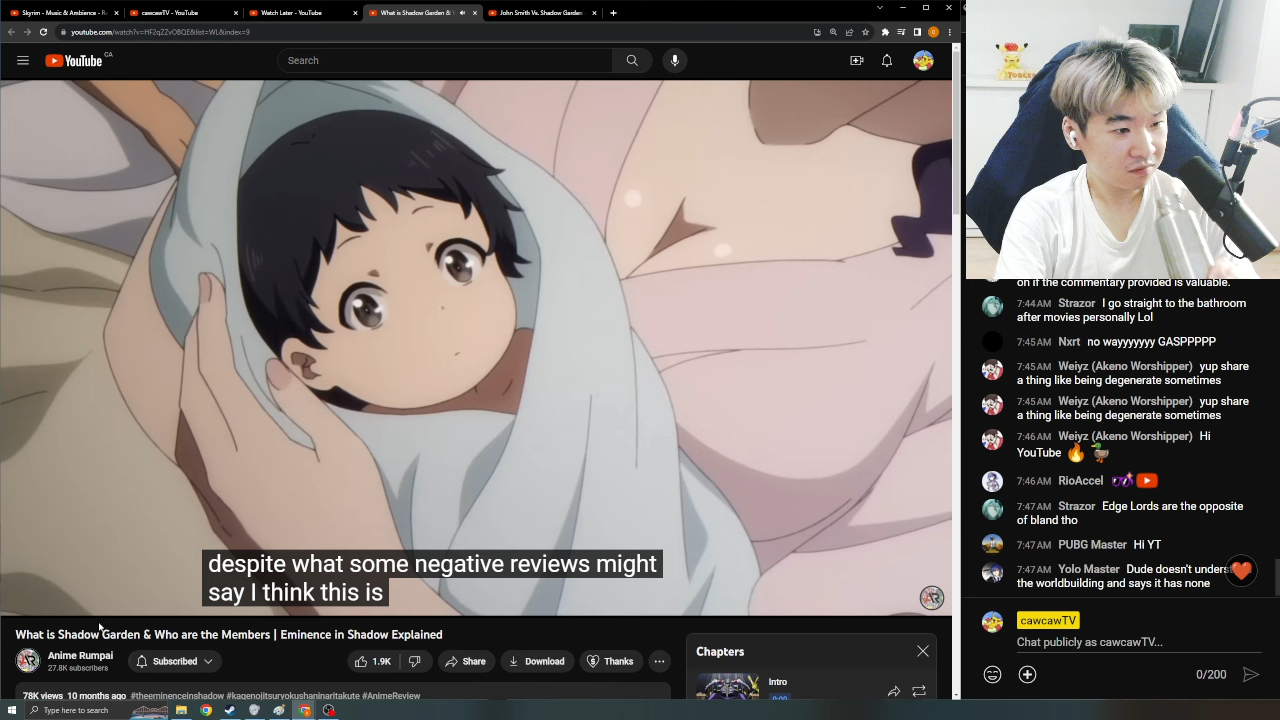 Skyrim - Music & Ambience - R
cawcawTV - YouTube
Watch Later - YouTube
What is Shadow Garden &
John Smith Vs. Shadow Garden
youtube.com/watch?v=HF2qZZvOBQE&list=WL&index=9
YouTube CA
Search
despite what some negative reviews might
say I think this is
What is Shadow Garden & Who are the Members | Eminence in Shadow Explained
Anime Rumpai
27.8K subscribers
Subscribed
1.9K
Share
Download
Thanks
78K views 10 months ago #theeminenceinshadow #kagenojitsuryokushaninaritakute #AnimeReview
Chapters
Intro
0:00
Type here to search
on if the commentary provided is valuable.
7:44 AM Strazor I go straight to the bathroom
after movies personally Lol
7:45 AM Nxrt no wayyyyyy GASPPPPP
7:45 AM Weiyz (Akeno Worshipper) yup share
a thing like being degenerate sometimes
7:45 AM Weiyz (Akeno Worshipper) yup share
a thing like being degenerate sometimes
7:46 AM Weiyz (Akeno Worshipper) Hi
YouTube
7:46 AM RioAccel
7:47 AM Strazor Edge Lords are the opposite
of bland tho
7:47 AM PUBG Master Hi YT
7:47 AM Yolo Master Dude doesn't unders
the worldbuilding and says it has none
cawcawTV
Chat publicly as cawcawTV...
0/200